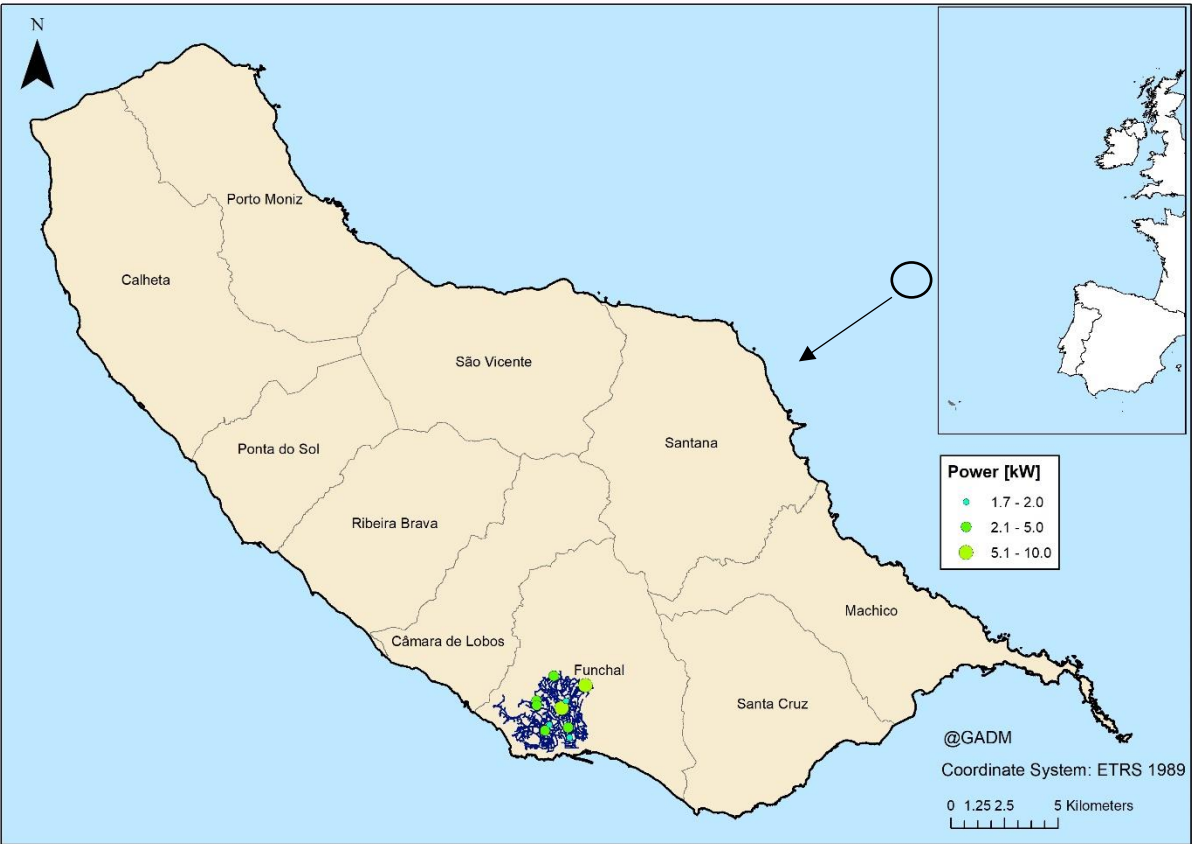 N
Porto Moniz
Calheta
São Vicente
Ponta do Sol
Santana
Ribeira Brava
Machico
Câmara de Lobos
Funchal
Santa Cruz
Power [kW]
1.7 - 2.0
2.1 - 5.0
5.1 - 10.0
@GADM
Coordinate System: ETRS 1989
0 1.25 2.5 5 Kilometers